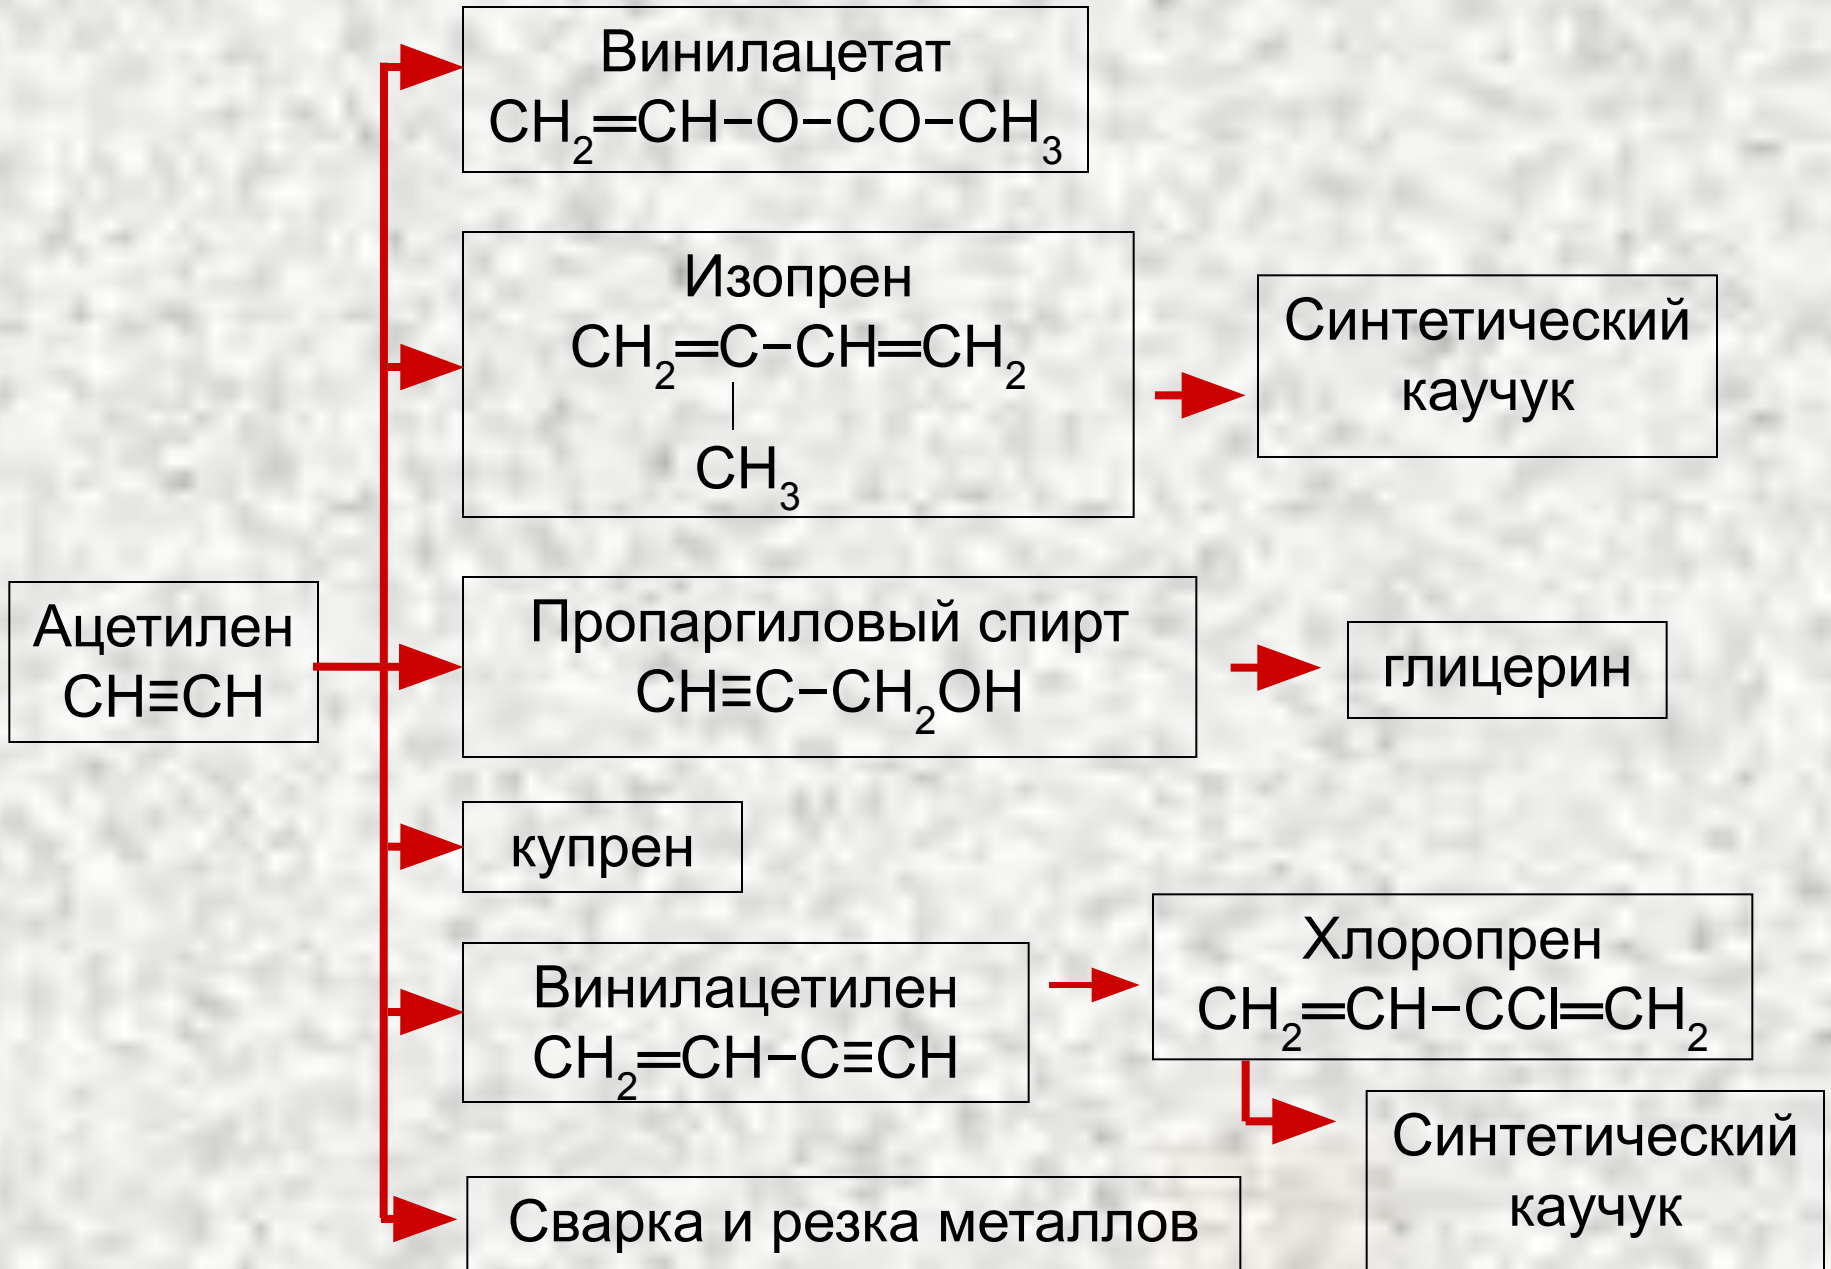 Винилацетат
CH₂=CH–O–CO–CH₃
Изопрен
CH₂=C–CH=CH₂
CH₃
Синтетический
каучук
Ацетилен
CH≡CH
Пропаргиловый спирт
CH≡C–CH₂OH
глицерин
купрен
Винилацетилен
CH₂=CH–C≡CH
Хлоропрен
CH₂=CH–CCl=CH₂
Синтетический
каучук
Сварка и резка металлов